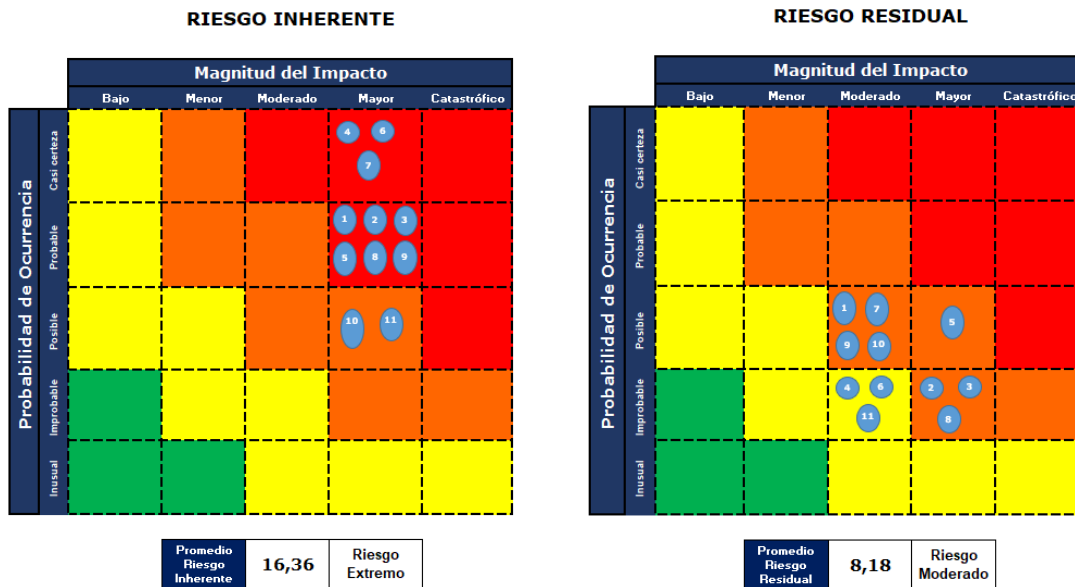 RIESGO INHERENTE
Magnitud del Impacto
Bajo Menor Moderado Mayor Catastrófico
Probabilidad de Ocurrencia
Casi certeza
4 6
7
Probable
1 2 3
5 8 9
Posible
10 11
Improbable
Inusual
Promedio
Riesgo
Inherente
16,36
Riesgo
Extremo
RIESGO RESIDUAL
Magnitud del Impacto
Bajo Menor Moderado Mayor Catastrófico
Probabilidad de Ocurrencia
Casi certeza
Probable
Posible
1 7
9 10
5
Improbable
4 6
11
2 3
8
Inusual
Promedio
Riesgo
Residual
8,18
Riesgo
Moderado